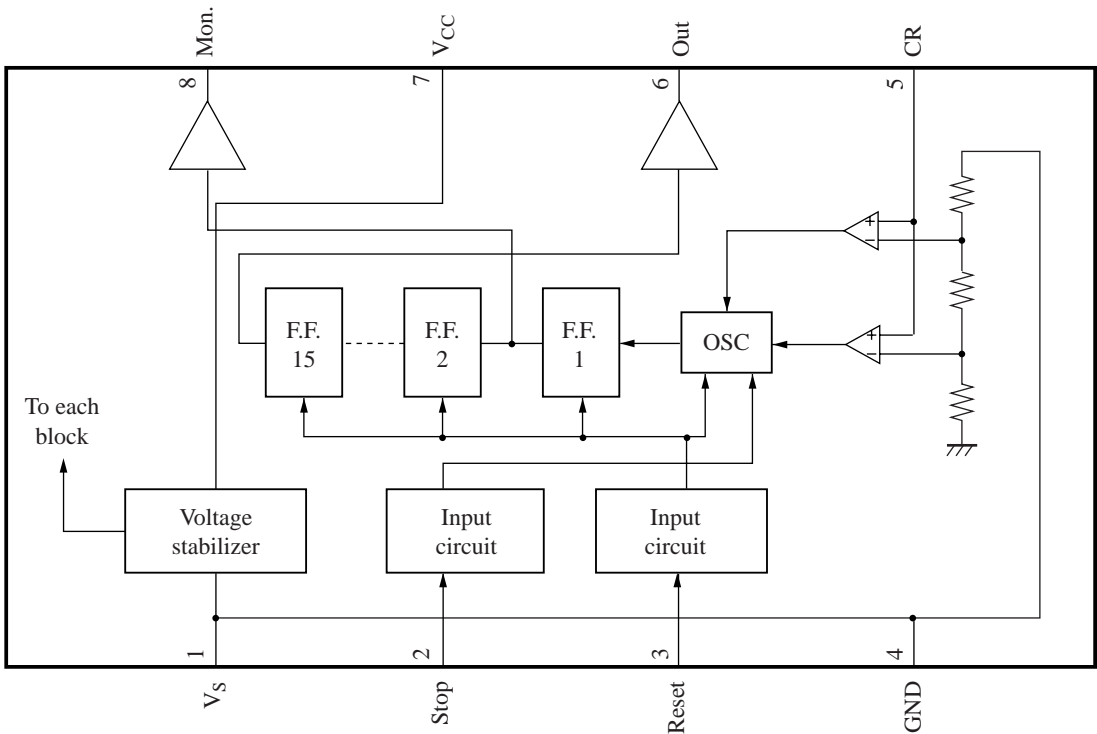 Mon.
VCC
Out
CR
8
7
6
5
+
−
F.F.
15
F.F.
2
F.F.
1
OSC
+
−
To each
block
Voltage
stabilizer
Input
circuit
Input
circuit
1
2
3
4
VS
Stop
Reset
GND